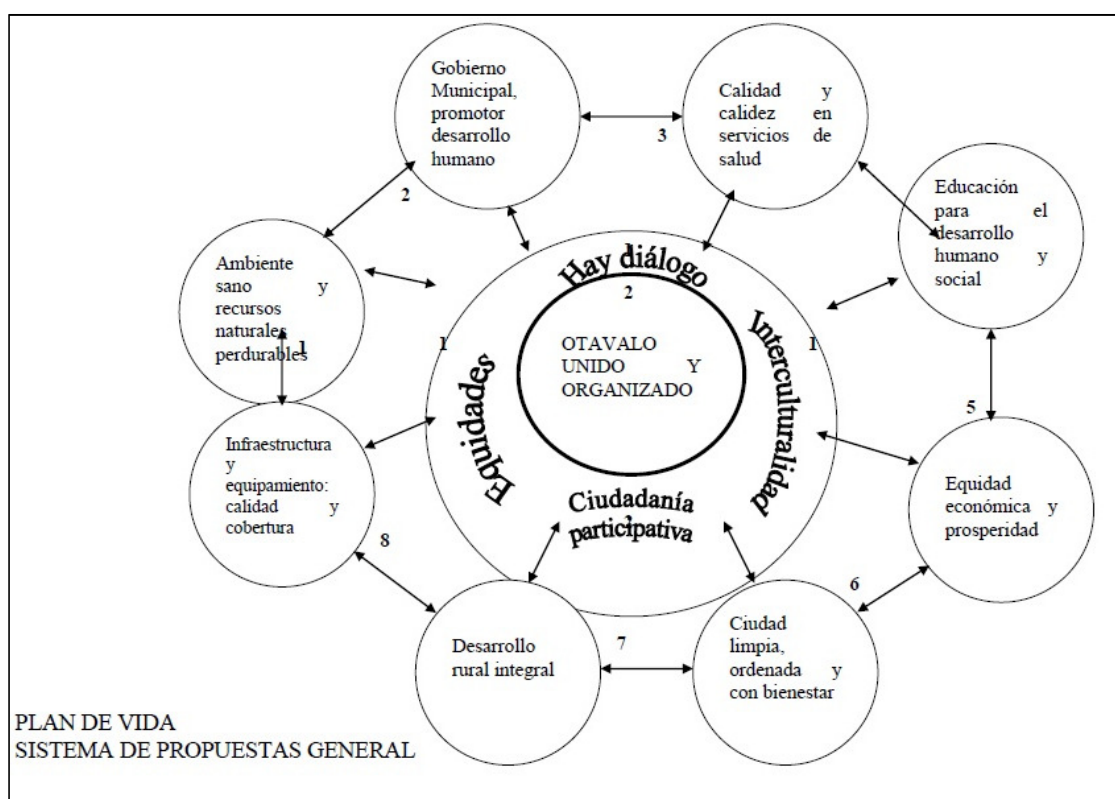 Gobierno
Municipal,
promotor
desarrollo
humano
Calidad y
calidez en
servicios de
salud
3
2
Educación
para el
desarrollo
humano y
social
Ambiente
sano y
recursos
naturales
perdurables
1
Hay diálogo
2
1
1
Equidades
Interculturalidad
OTAVALO
UNIDO Y
ORGANIZADO
Ciudadanía
participativa
5
Infraestructura
y
equipamiento:
calidad y
cobertura
Equidad
económica y
prosperidad
8
6
Desarrollo
rural integral
7
Ciudad
limpia,
ordenada y
con bienestar
PLAN DE VIDA
SISTEMA DE PROPUESTAS GENERAL